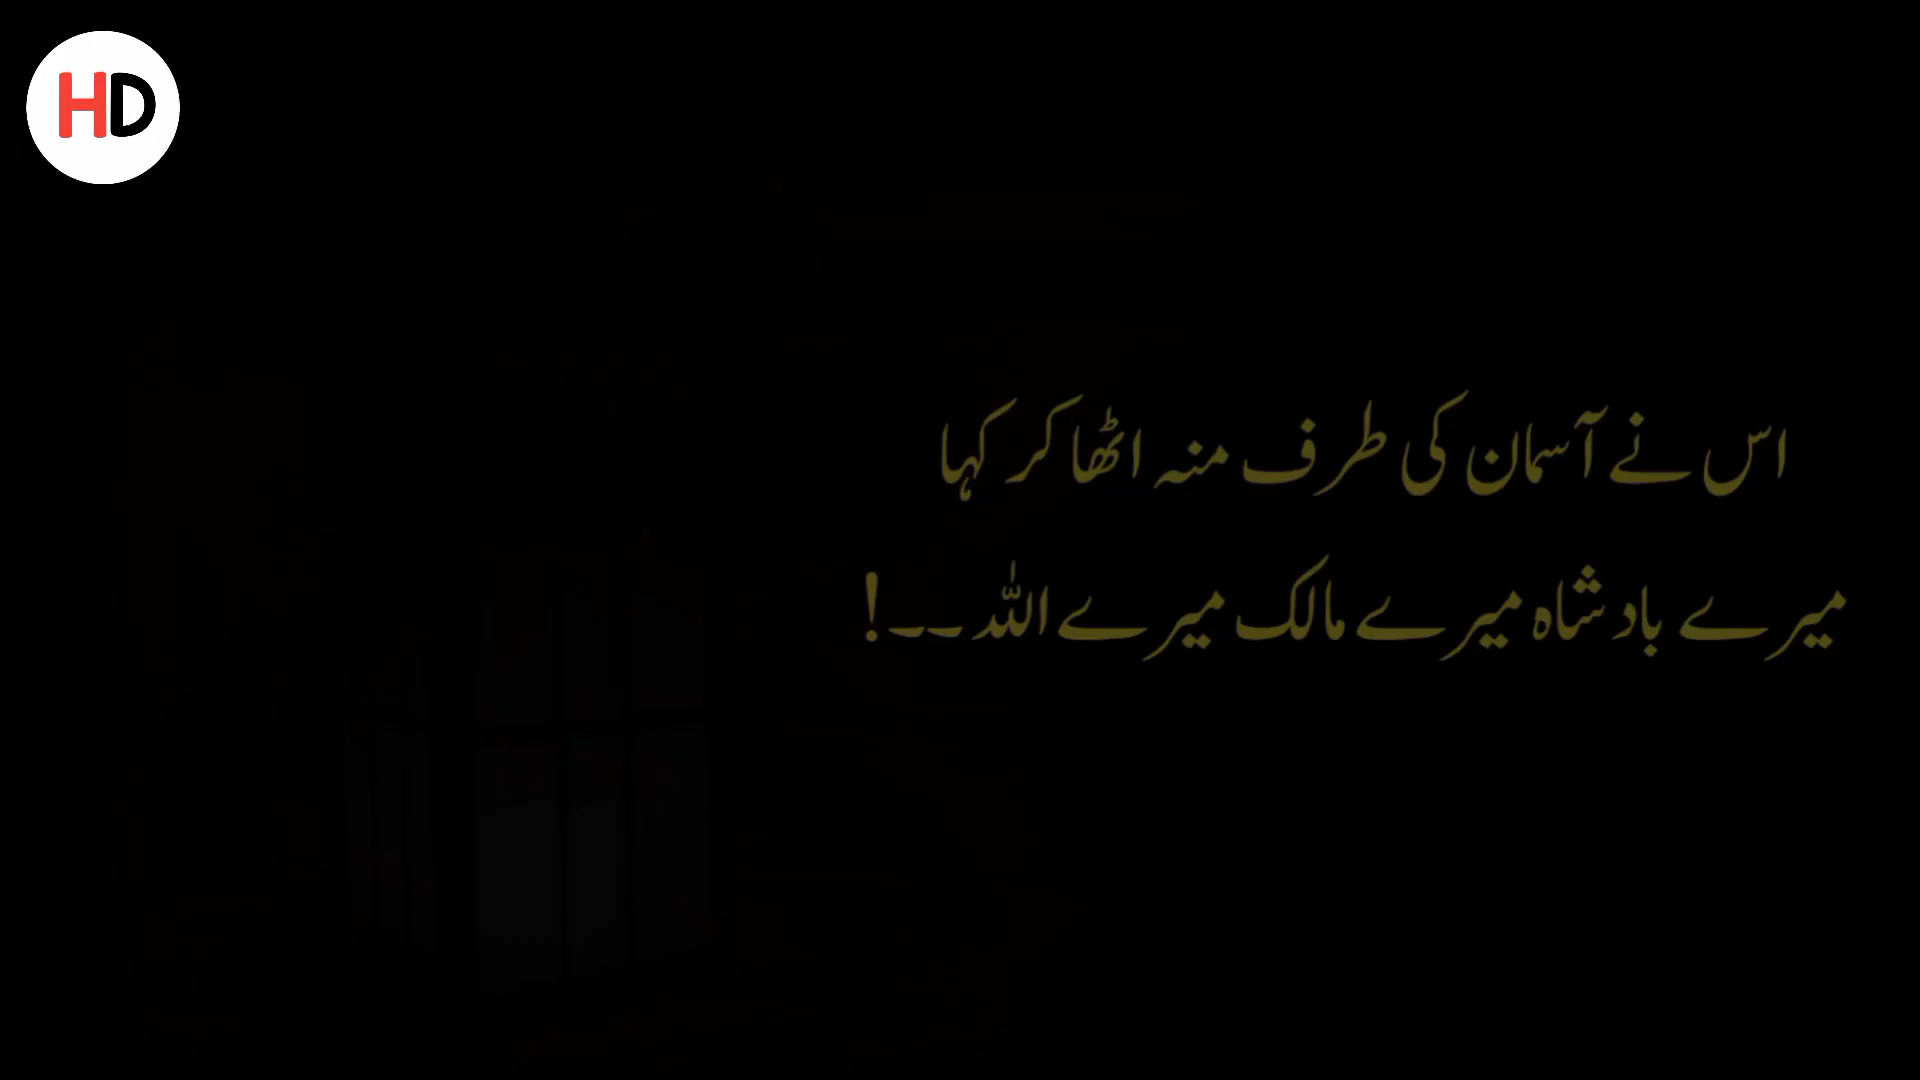 HD
اس نے آسمان کی طرف منہ اٹھا کر کہا
میرے بادشاہ میرے مالک میرے اللہ ۔۔!